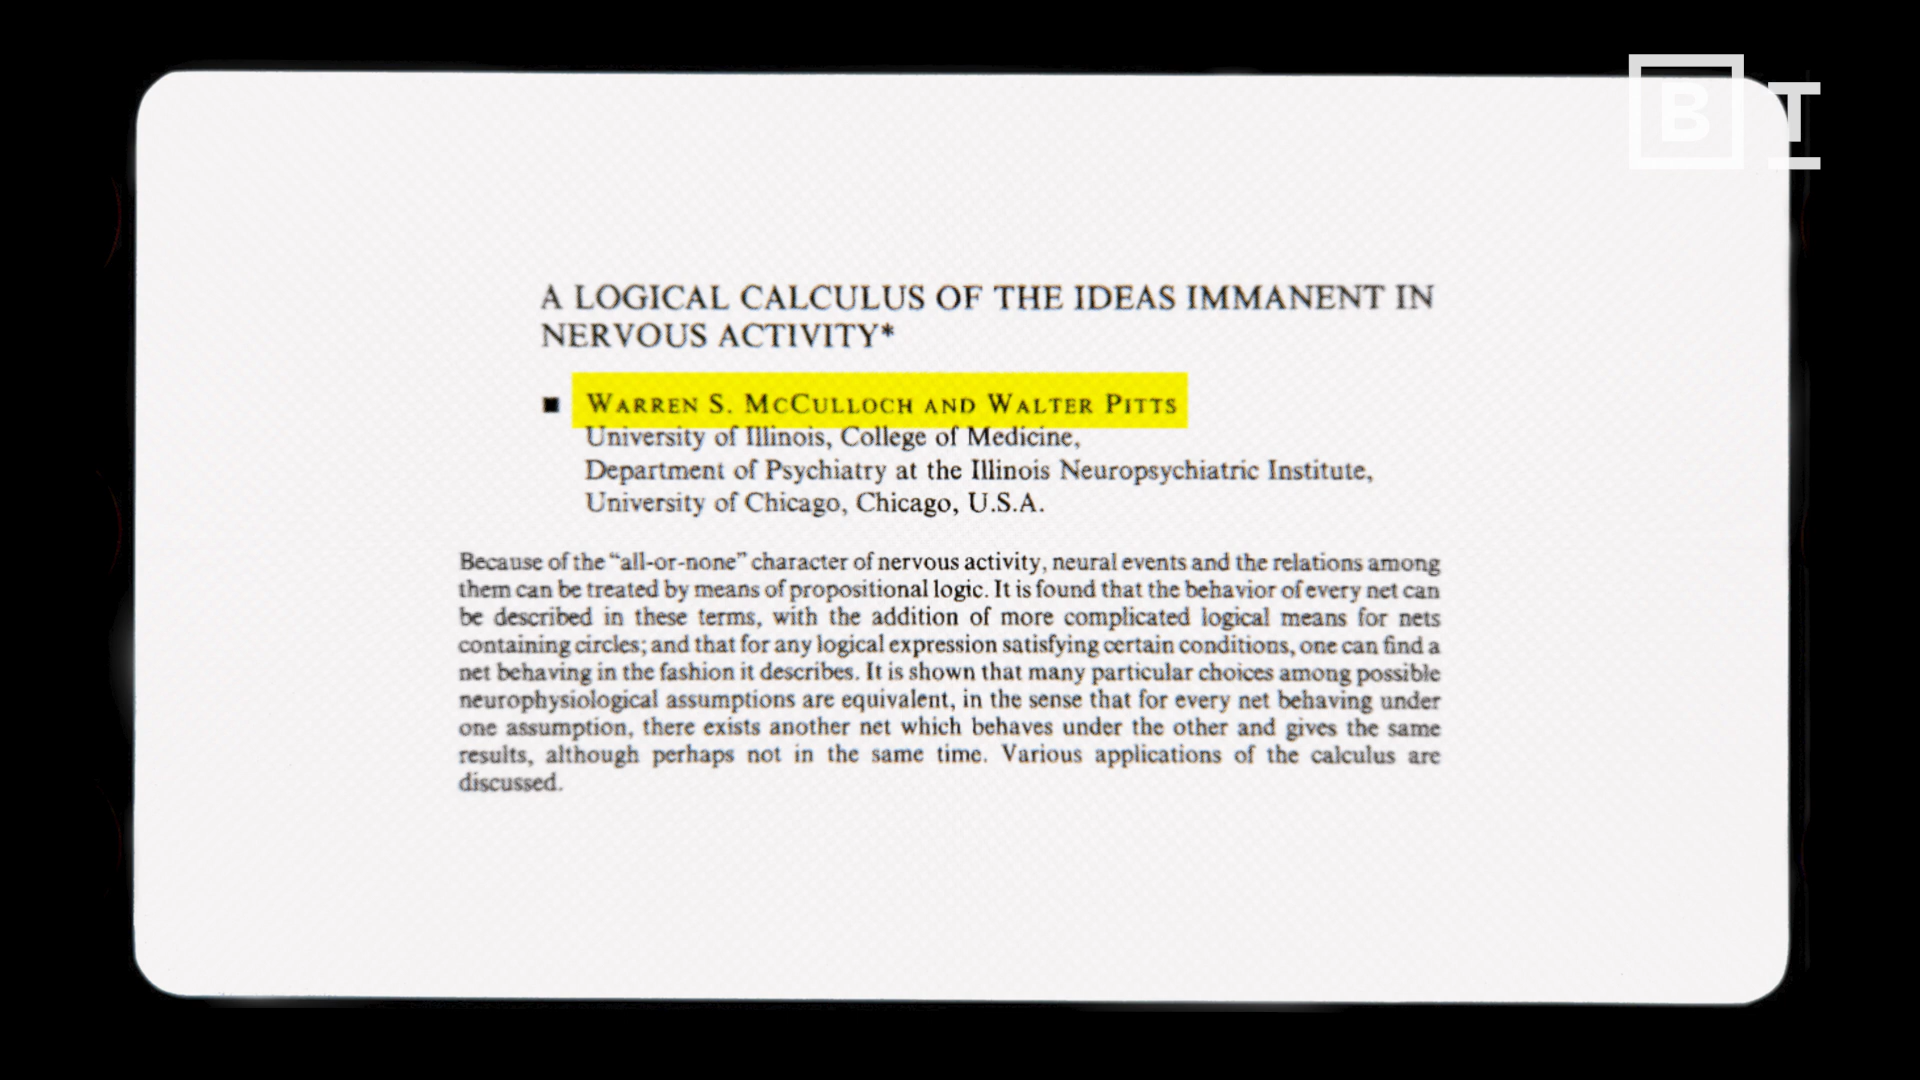 B T
A LOGICAL CALCULUS OF THE IDEAS IMMANENT IN
NERVOUS ACTIVITY*
■ WARREN S. MCCULLOCH AND WALTER PITTS
University of Illinois, College of Medicine,
Department of Psychiatry at the Illinois Neuropsychiatric Institute,
University of Chicago, Chicago, U.S.A.
Because of the “all-or-none” character of nervous activity, neural events and the relations among
them can be treated by means of propositional logic. It is found that the behavior of every net can
be described in these terms, with the addition of more complicated logical means for nets
containing circles; and that for any logical expression satisfying certain conditions, one can find a
net behaving in the fashion it describes. It is shown that many particular choices among possible
neurophysiological assumptions are equivalent, in the sense that for every net behaving under
one assumption, there exists another net which behaves under the other and gives the same
results, although perhaps not in the same time. Various applications of the calculus are
discussed.